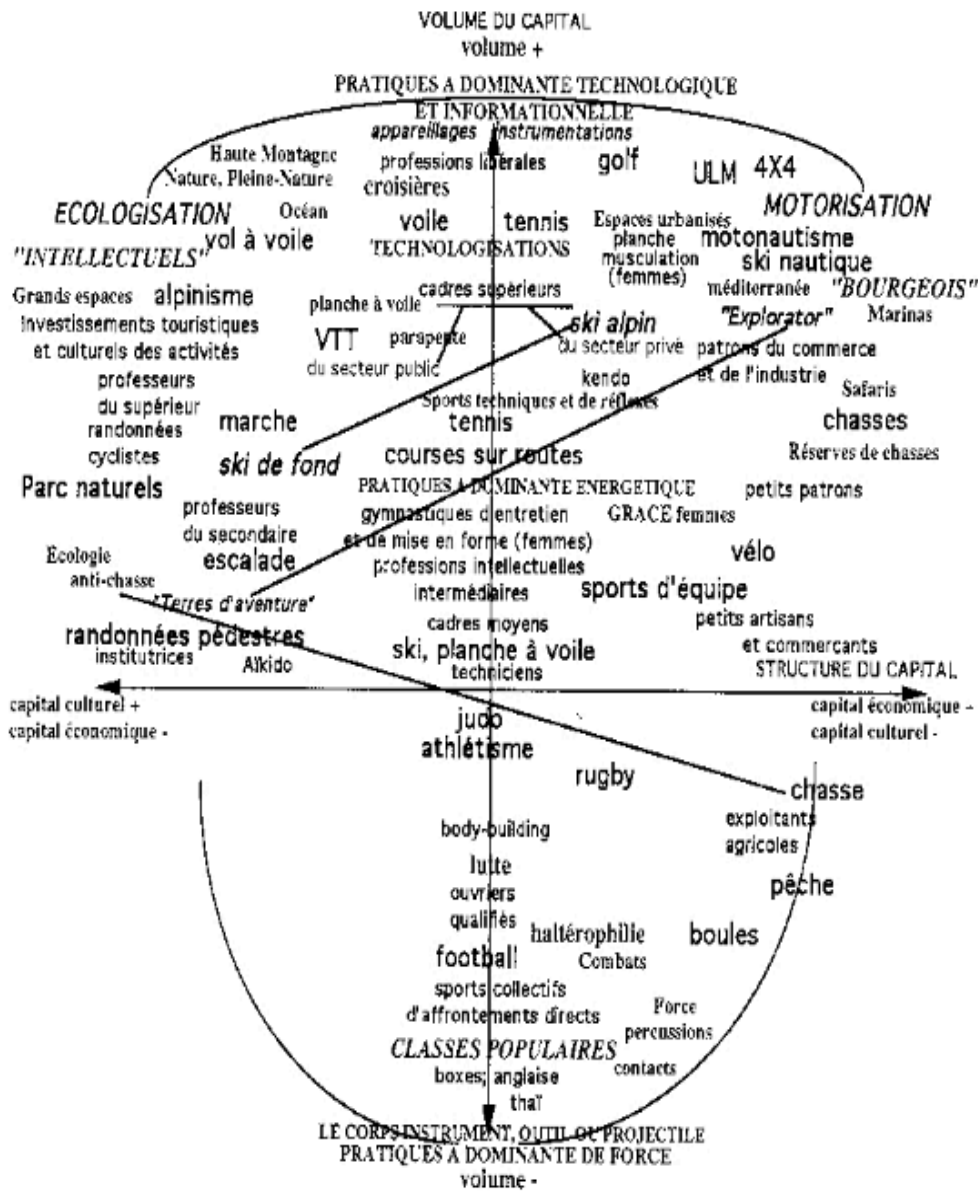 VOLUME DU CAPITAL
volume +
PRATIQUES A DOMINANTE TECHNOLOGIQUE
ET INFORMATIONNELLE
appareillages instrumentations
Haute Montagne
professions libérales
golf
ULM
4X4
Nature, Pleine-Nature
croisières
ECOLOGISATION
Océan
voile
tennis
Espaces urbanisés
MOTORISATION
"INTELLECTUELS"
vol à voile
TECHNOLOGISATIONS
planche
musculation
(femmes)
motonautisme
ski nautique
Grands espaces
alpinisme
planche à voile
cadres supérieurs
méditerranée
"BOURGEOIS"
investissements touristiques
et culturels des activités
VTT
parapente
ski alpin
"Explorator"
Marinas
du secteur public
du secteur privé
patrons du commerce
et de l'industrie
professeurs
du supérieur
kendo
Safaris
randonnées
cyclistes
marche
Sports techniques et de réflexes
tennis
chasses
ski de fond
courses sur routes
Réserves de chasses
Parc naturels
PRATIQUES A DOMINANTE ENERGETIQUE
petits patrons
professeurs
du secondaire
gymnastiques d'entretien
et de mise en forme (femmes)
GRACE femmes
Ecologie
anti-chasse
escalade
professions intellectuelles
intermédiaires
vélo
sports d'équipe
"Terres d'aventure"
cadres moyens
petits artisans
et commerçants
randonnées pédestres
institutrices
Aïkido
ski, planche à voile
techniciens
STRUCTURE DU CAPITAL
capital culturel +
capital économique -
capital économique +
capital culturel -
judo
athlétisme
rugby
chasse
exploitants
agricoles
body-building
lutte
ouvriers
qualifiés
pêche
haltérophilie
boules
football
Combats
sports collectifs
d'affrontements directs
Force
percussions
CLASSES POPULAIRES
contacts
boxes; anglaise
thaï
LE CORPS INSTRUMENT, OUTIL OU PROJECTILE
PRATIQUES A DOMINANTE DE FORCE
volume -